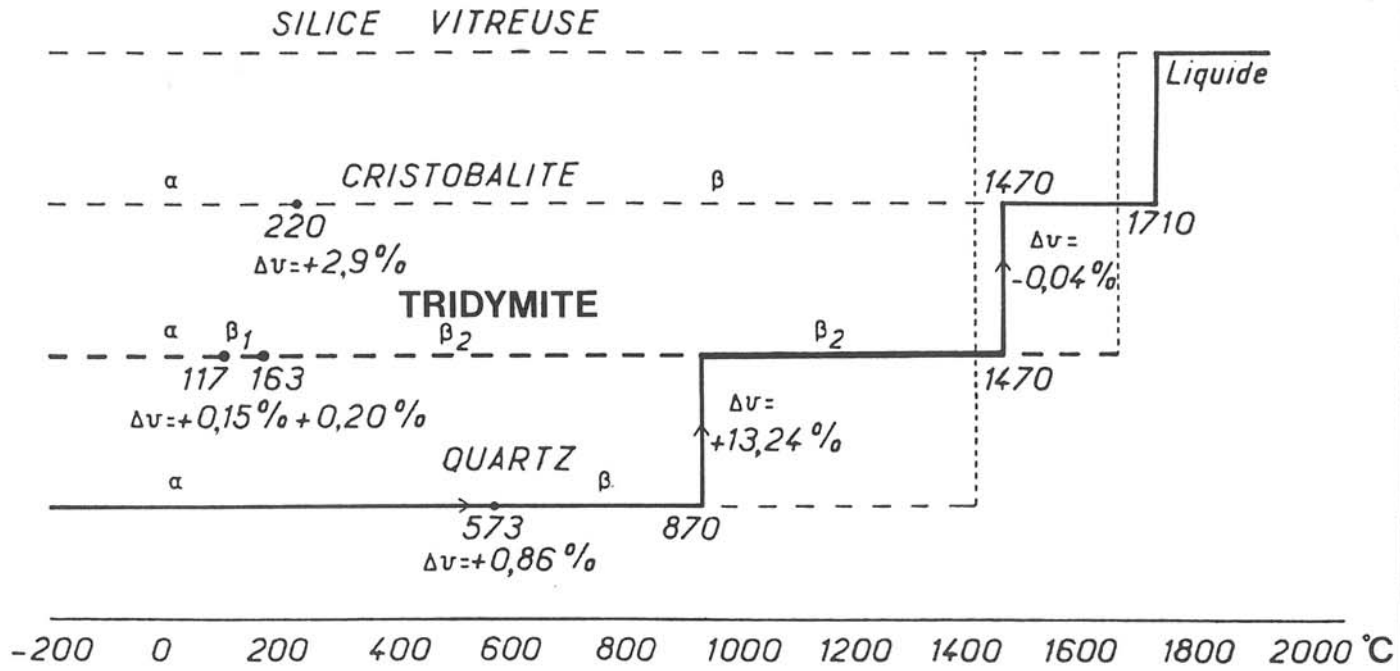 SILICE VITREUSE
Liquide
α CRISTOBALITE β 1470
220 1710
Δv=+2,9%
Δv=
-0,04%
TRIDYMITE
α β1 β2 β2
117 163 1470
Δv=+0,15% +0,20%
Δv=
+13,24%
QUARTZ
α β
573 870
Δv=+0,86%
-200 0 200 400 600 800 1000 1200 1400 1600 1800 2000 °C